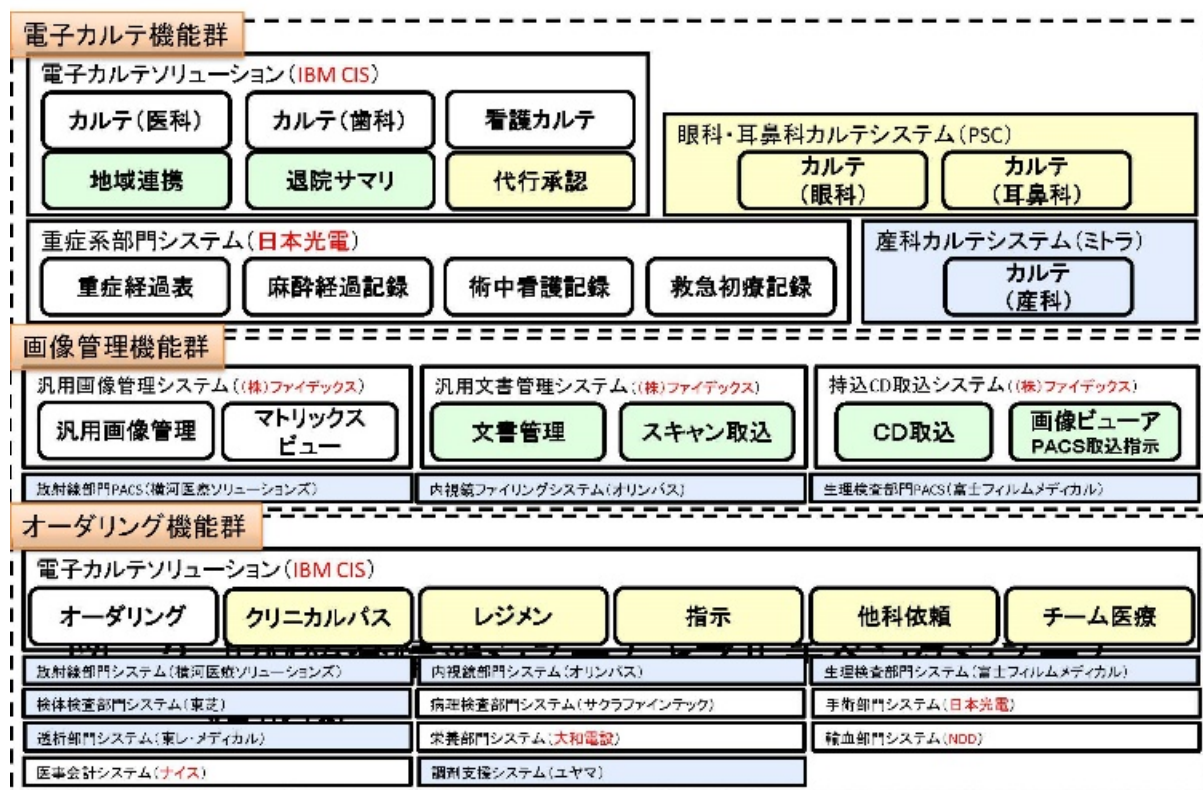 電子カルテ機能群
電子カルテソリューション(IBM CIS)
カルテ(医科)
カルテ(歯科)
看護カルテ
地域連携
退院サマリ
代行承認
眼科・耳鼻科カルテシステム(PSC)
カルテ
(眼科)
カルテ
(耳鼻科)
重症系部門システム(日本光電)
重症経過表
麻酔経過記録
術中看護記録
救急初療記録
産科カルテシステム(ミトラ)
カルテ
(産科)
画像管理機能群
汎用画像管理システム((株)ファイデックス)
汎用画像管理
マトリックス
ビュー
汎用文書管理システム((株)ファイデックス)
文書管理
スキャン取込
持込CD取込システム((株)ファイデックス)
CD取込
画像ビューア
PACS取込指示
放射線部門PACS(横河医療ソリューションズ)
内視鏡ファイリングシステム(オリンパス)
生理検査部門PACS(富士フィルムメディカル)
オーダリング機能群
電子カルテソリューション(IBM CIS)
オーダリング
クリニカルパス
レジメン
指示
他科依頼
チーム医療
放射線部門システム(横河医療ソリューションズ)
内視鏡部門システム(オリンパス)
生理検査部門システム(富士フィルムメディカル)
検体検査部門システム(東芝)
病理検査部門システム(サクラファインテック)
手術部門システム(日本光電)
透析部門システム(東レ・メディカル)
栄養部門システム(大和電設)
輸血部門システム(NDD)
医事会計システム(ナイス)
調剤支援システム(ユヤマ)